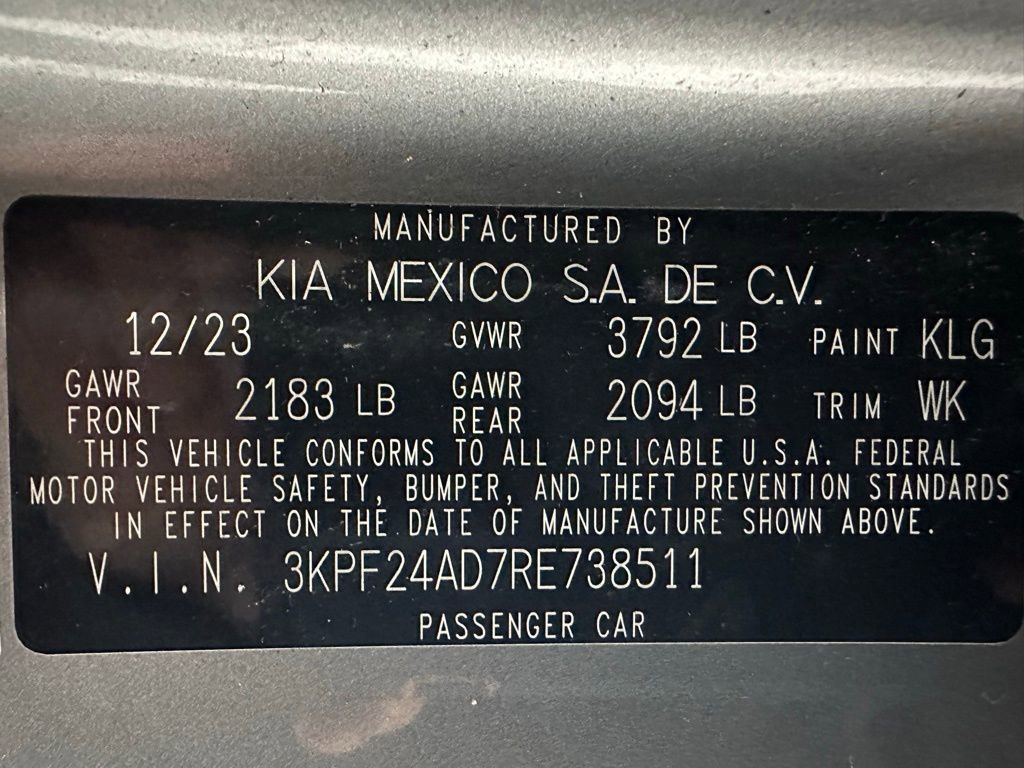 MANUFACTURED BY
KIA MEXICO S.A. DE C.V.
12/23 GVWR 3792 LB PAINT KLG
GAWR FRONT 2183 LB GAWR REAR 2094 LB TRIM WK
THIS VEHICLE CONFORMS TO ALL APPLICABLE U.S.A. FEDERAL
MOTOR VEHICLE SAFETY, BUMPER, AND THEFT PREVENTION STANDARDS
IN EFFECT ON THE DATE OF MANUFACTURE SHOWN ABOVE.
V.I.N. 3KPF24AD7RE738511
PASSENGER CAR